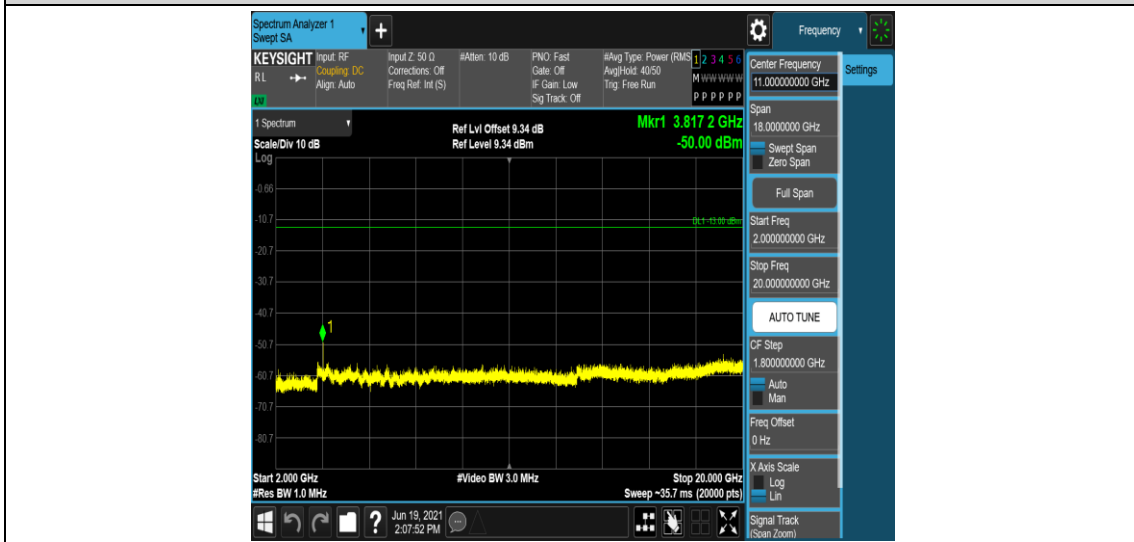 Spectrum Analyzer 1
Swept SA
+
Frequency
KEYSIGHT
RL
LXI
Input: RF
Coupling: DC
Align: Auto
Input Z: 50 Ω
Corrections: Off
Freq Ref: Int (S)
#Atten: 10 dB
PNO: Fast
Gate: Off
IF Gain: Low
Sig Track: Off
#Avg Type: Power (RMS
Avg|Hold: 40/50
Trig: Free Run
1 2 3 4 5 6
M W W W W W
P P P P P P
1 Spectrum
Scale/Div 10 dB
Log
Ref Lvl Offset 9.34 dB
Ref Level 9.34 dBm
Mkr1 3.817 2 GHz
-50.00 dBm
-0.66
-10.7
DL1 -13.00 dBm
-20.7
-30.7
-40.7
1
-50.7
-60.7
-70.7
-80.7
Start 2.000 GHz
#Res BW 1.0 MHz
#Video BW 3.0 MHz
Stop 20.000 GHz
Sweep ~35.7 ms (20000 pts)
Center Frequency
11.000000000 GHz
Settings
Span
18.0000000 GHz
Swept Span
Zero Span
Full Span
Start Freq
2.000000000 GHz
Stop Freq
20.000000000 GHz
AUTO TUNE
CF Step
1.800000000 GHz
Auto
Man
Freq Offset
0 Hz
X Axis Scale
Log
Lin
Signal Track
(Span Zoom)
?
Jun 19, 2021
2:07:52 PM